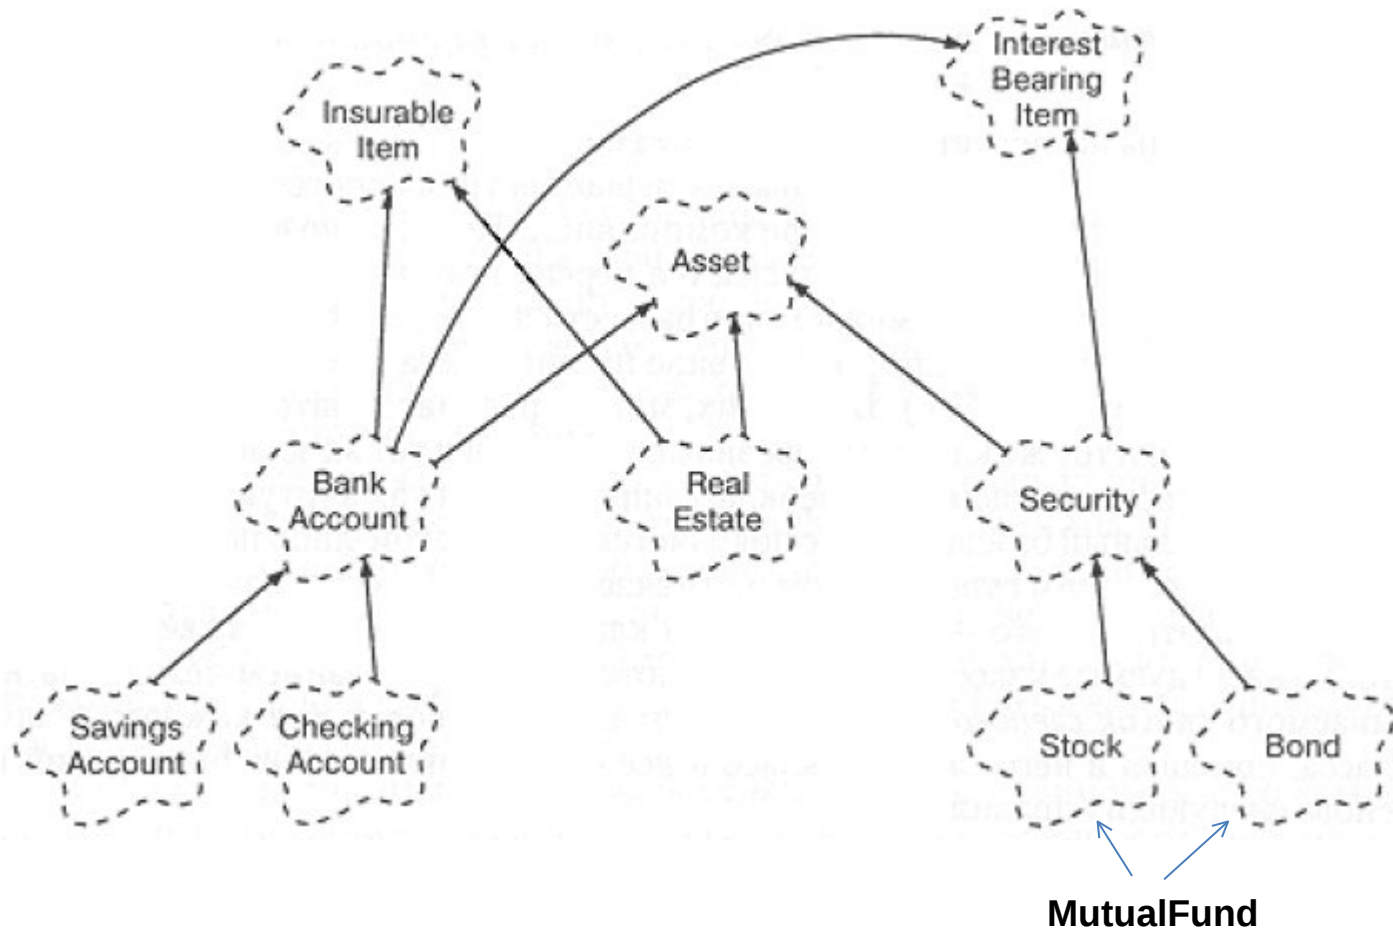 Interest
Bearing
Item
Insurable
Item
Asset
Bank
Account
Real
Estate
Security
Savings
Account
Checking
Account
Stock
Bond
MutualFund